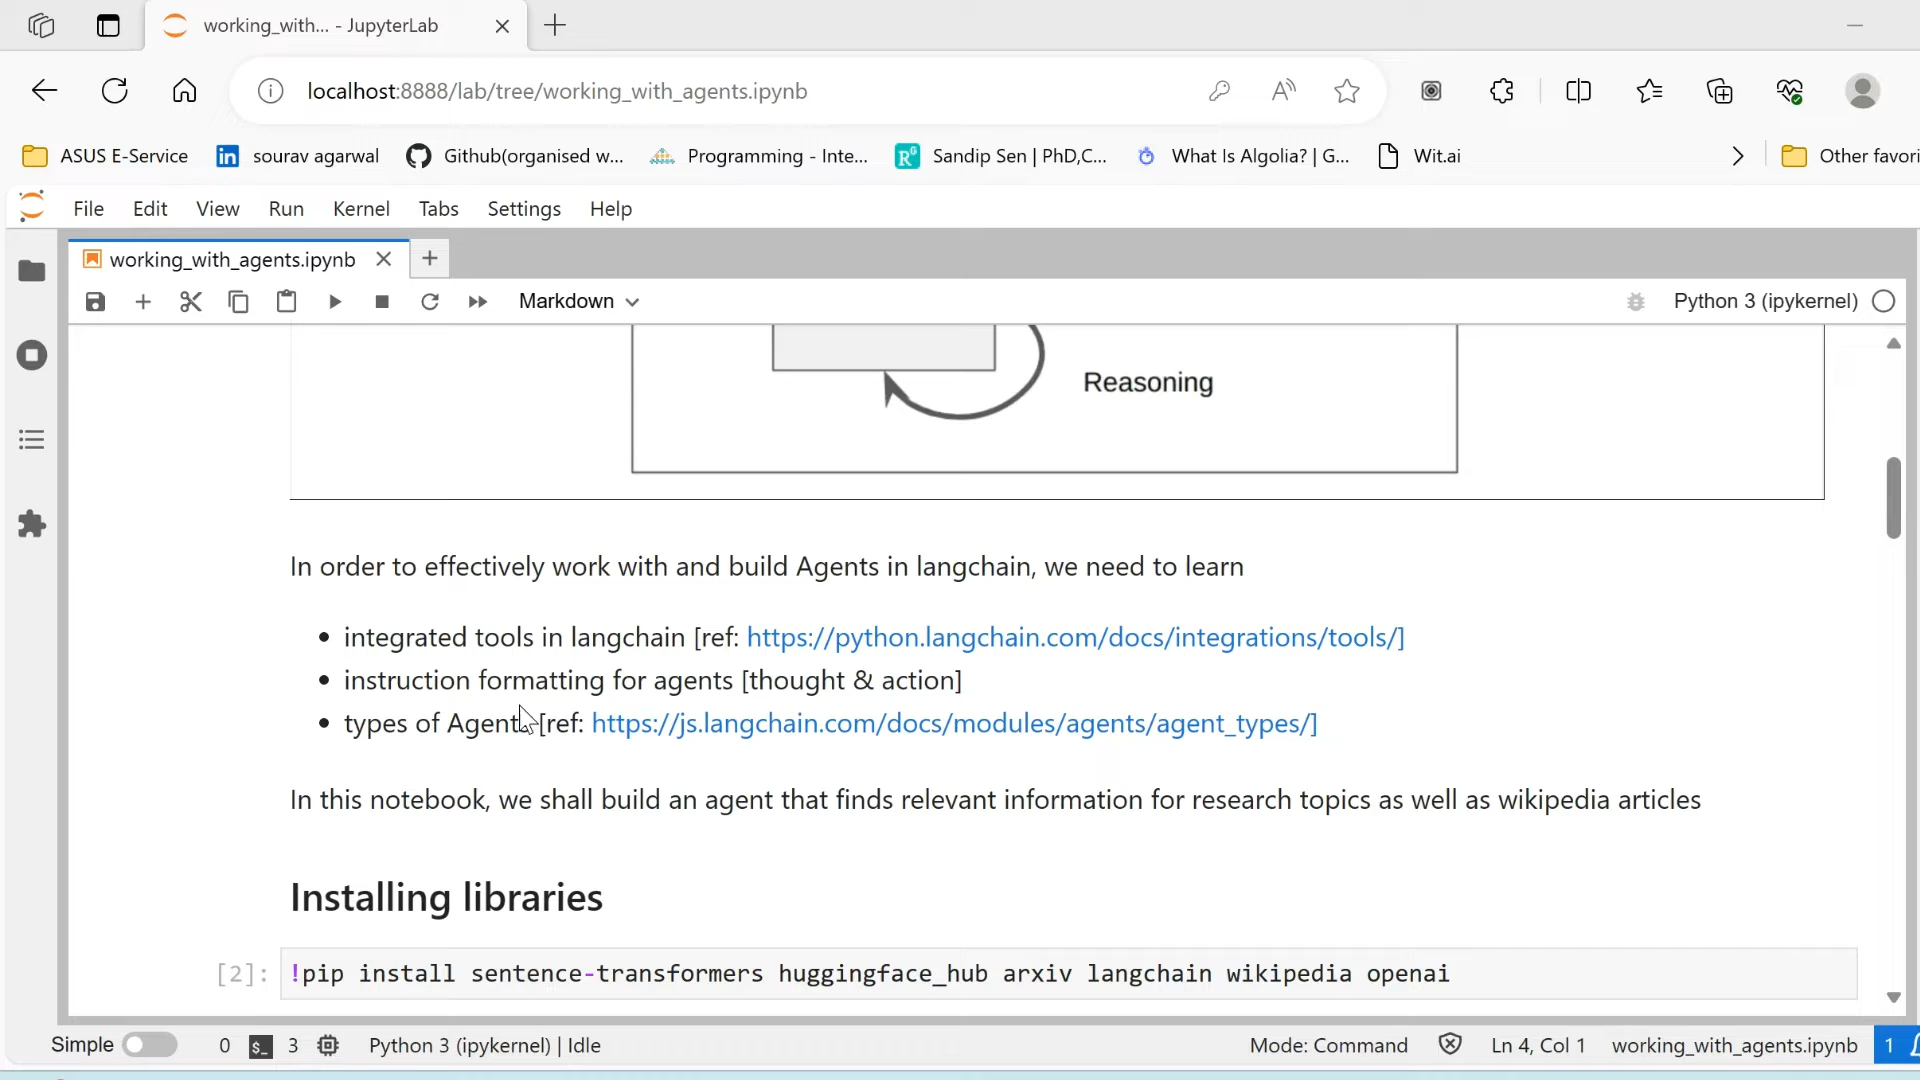 working_with... - JupyterLab
localhost:8888/lab/tree/working_with_agents.ipynb
ASUS E-Service
sourav agarwal
Github(organised w...
Programming - Inte...
Sandip Sen | PhD,C...
What Is Algolia? | G...
Wit.ai
Other favori
File Edit View Run Kernel Tabs Settings Help
working_with_agents.ipynb
Markdown
Python 3 (ipykernel)
Reasoning
In order to effectively work with and build Agents in langchain, we need to learn
• integrated tools in langchain [ref: https://python.langchain.com/docs/integrations/tools/]
• instruction formatting for agents [thought & action]
• types of Agents [ref: https://js.langchain.com/docs/modules/agents/agent_types/]
In this notebook, we shall build an agent that finds relevant information for research topics as well as wikipedia articles
Installing libraries
[2]: !pip install sentence-transformers huggingface_hub arxiv langchain wikipedia openai
Simple 0 $_ 3 Python 3 (ipykernel) | Idle Mode: Command Ln 4, Col 1 working_with_agents.ipynb 1